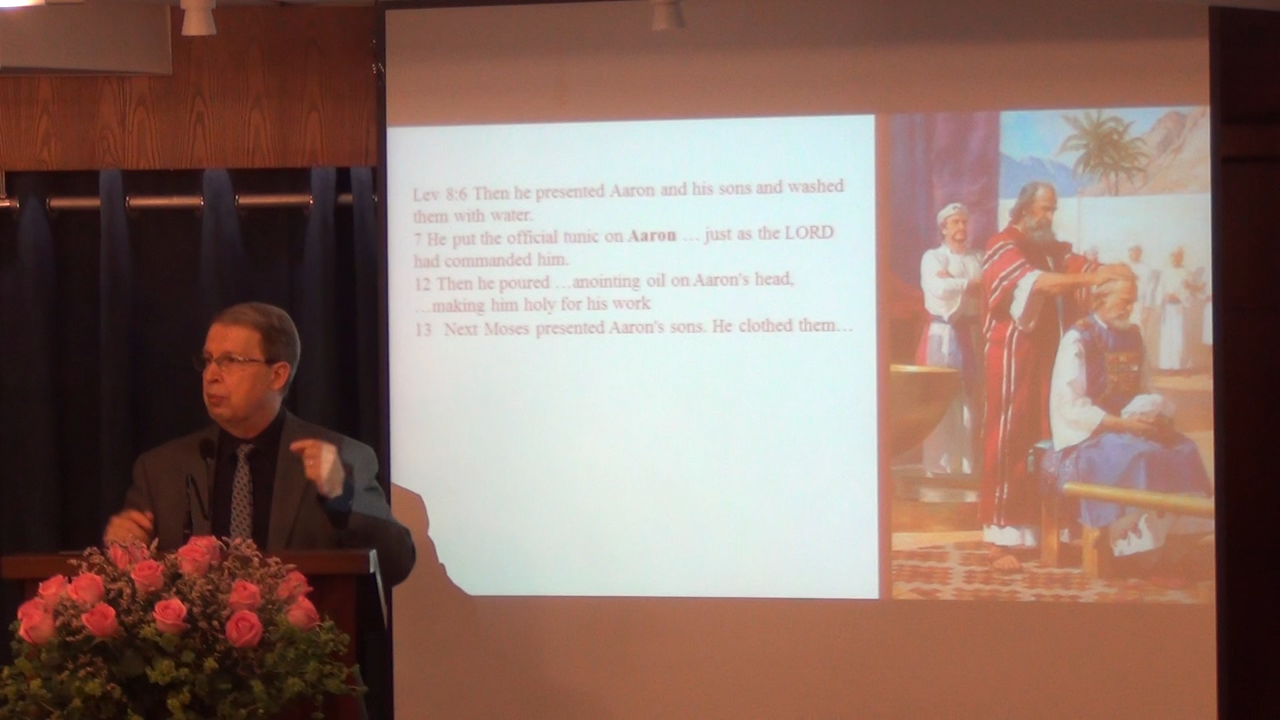 Lev 8:6 Then he presented Aaron and his sons and washed
them with water.
7 He put the official tunic on Aaron … just as the LORD
had commanded him.
12 Then he poured …anointing oil on Aaron's head,
…making him holy for his work
13 Next Moses presented Aaron's sons. He clothed them…